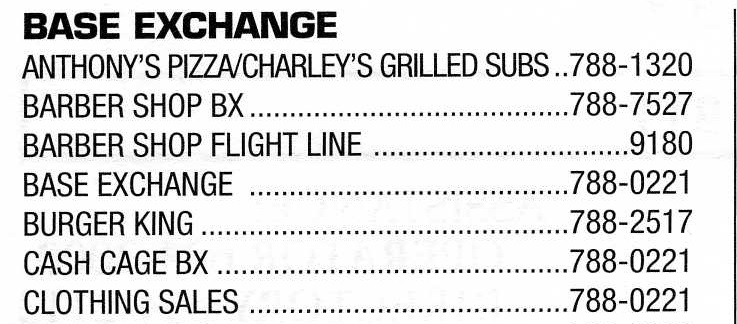 BASE EXCHANGE
ANTHONY'S PIZZA/CHARLEY'S GRILLED SUBS..788-1320
BARBER SHOP BX.......................................788-7527
BARBER SHOP FLIGHT LINE ...............................9180
BASE EXCHANGE .......................................788-0221
BURGER KING.............................................788-2517
CASH CAGE BX...........................................788-0221
CLOTHING SALES .......................................788-0221